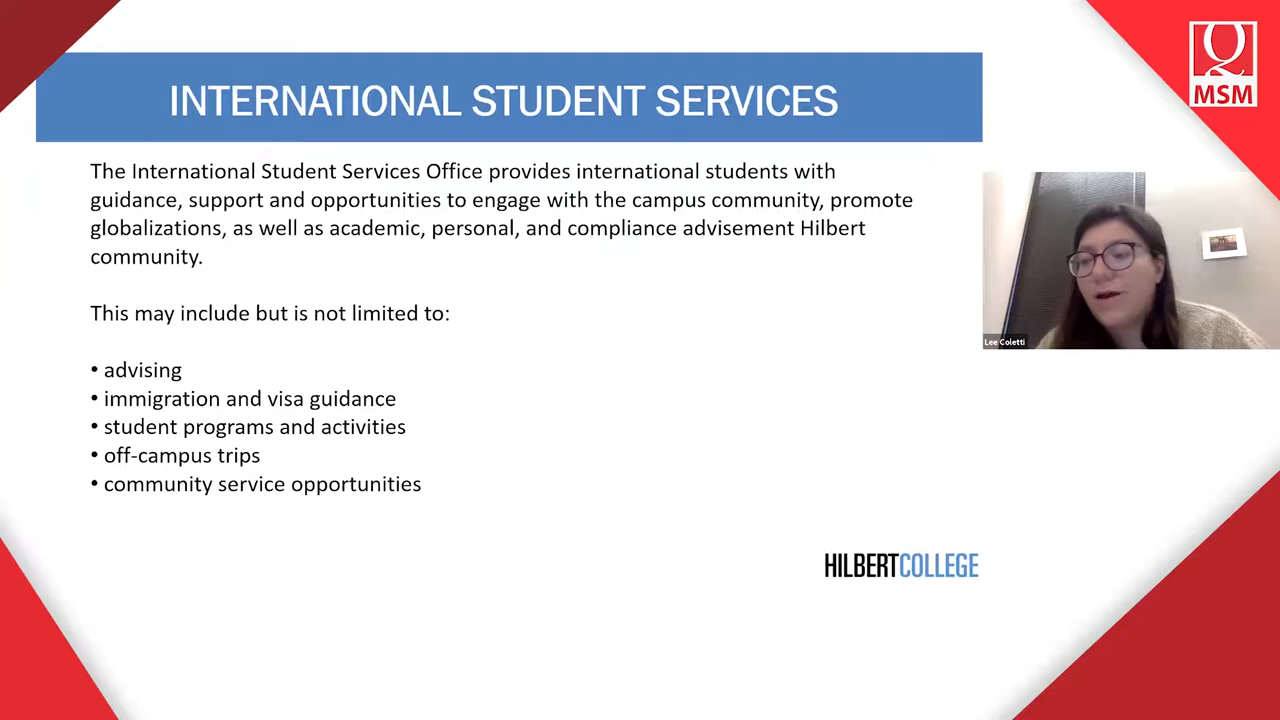 INTERNATIONAL STUDENT SERVICES
The International Student Services Office provides international students with
guidance, support and opportunities to engage with the campus community, promote
globalizations, as well as academic, personal, and compliance advisement Hilbert
community.
This may include but is not limited to:
• advising
• immigration and visa guidance
• student programs and activities
• off-campus trips
• community service opportunities
HILBERTCOLLEGE
Lee Coletti
Q
MSM